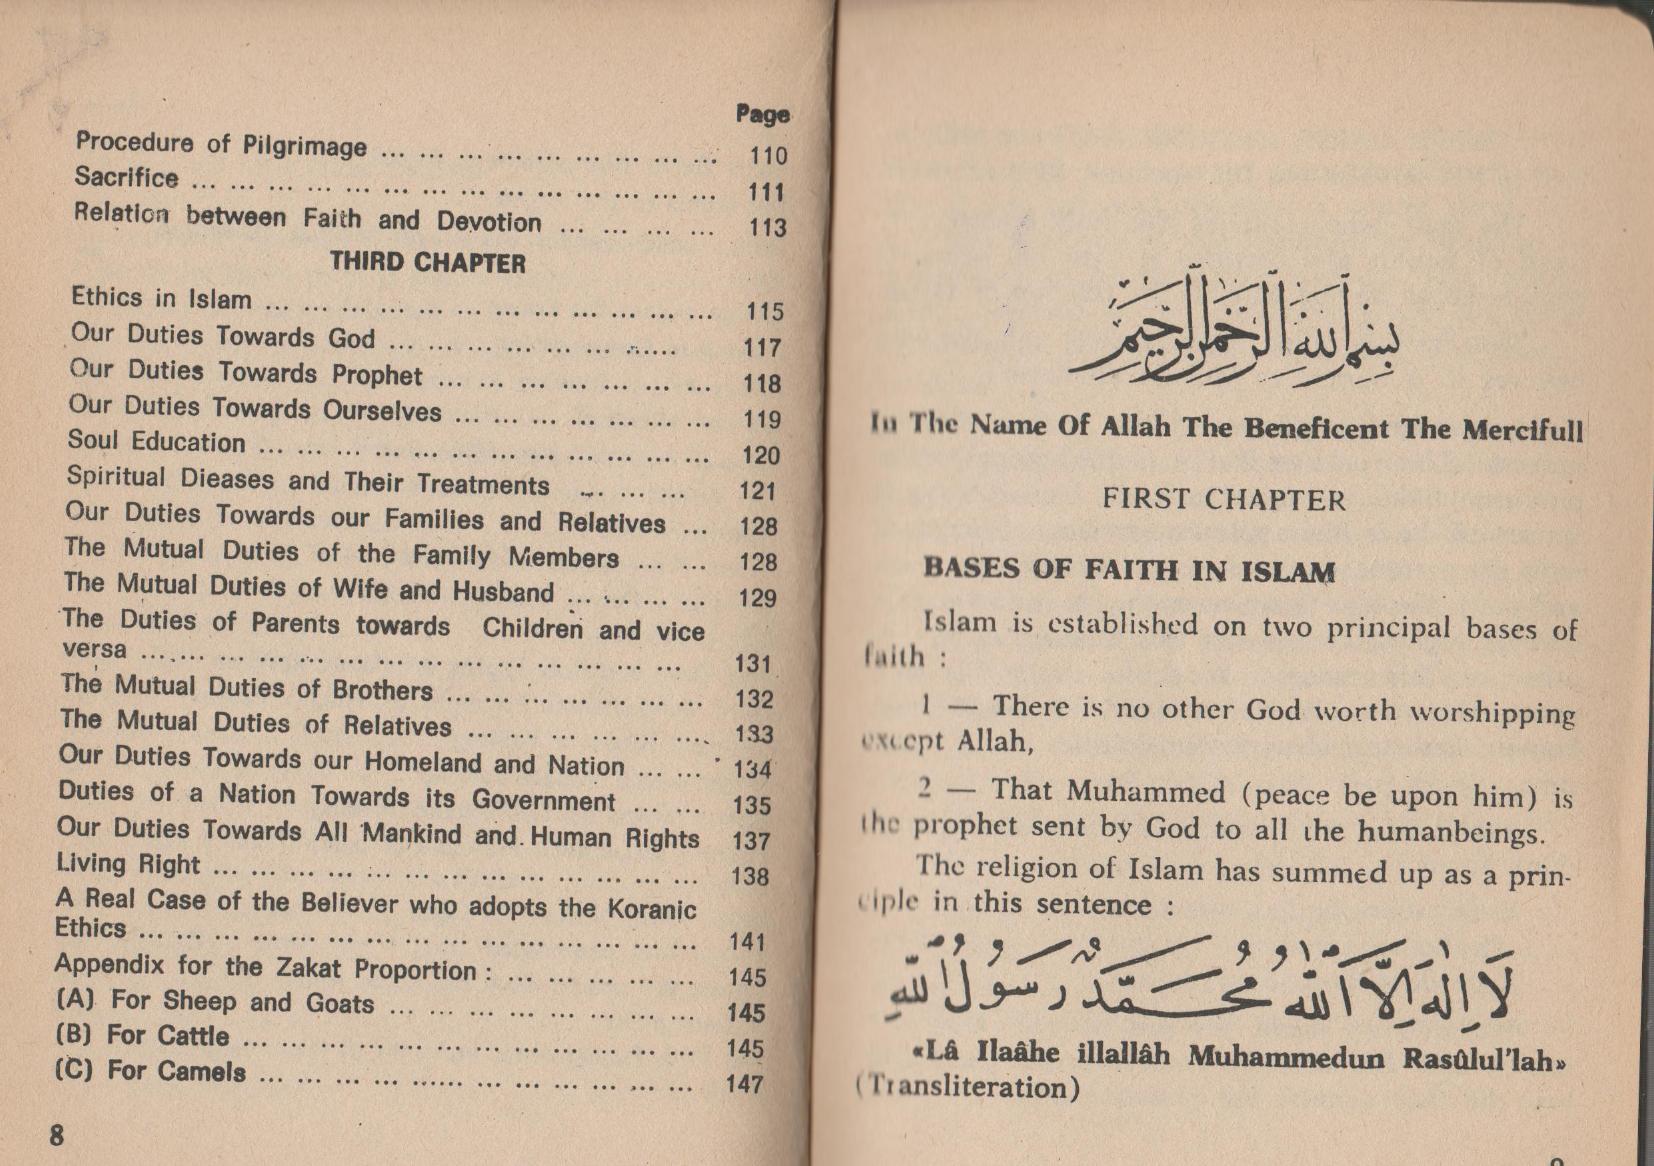 Page
Procedure of Pilgrimage ... ... ... ... ... ... ... ... ... 110
Sacrifice ... ... ... ... ... ... ... ... ... ... ... ... ... ... 111
Relation between Faith and Devotion ... ... ... ... 113
THIRD CHAPTER
Ethics in Islam ... ... ... ... ... ... ... ... ... ... ... ... 115
Our Duties Towards God ... ... ... ... ... ... ...... 117
Our Duties Towards Prophet ... ... ... ... ... ... ... 118
Our Duties Towards Ourselves ... ... ... ... ... ... ... 119
Soul Education ... ... ... ... ... ... ... ... ... ... ... ... 120
Spiritual Dieases and Their Treatments ... ... ... 121
Our Duties Towards our Families and Relatives ... 128
The Mutual Duties of the Family Members ... ... 128
The Mutual Duties of Wife and Husband ... ... ... ... 129
The Duties of Parents towards Children and vice
versa ... ... ... ... ... ... ... ... ... ... ... ... ... ... 131
The Mutual Duties of Brothers ... ... ... ... ... ... ... 132
The Mutual Duties of Relatives ... ... ... ... ... ... .... 133
Our Duties Towards our Homeland and Nation ... ... 134
Duties of a Nation Towards its Government ... ... 135
Our Duties Towards All Mankind and Human Rights 137
Living Right ... ... ... ... ... ... ... ... ... ... ... ... ... 138
A Real Case of the Believer who adopts the Koranic
Ethics ... ... ... ... ... ... ... ... ... ... ... ... ... ... ... 141
Appendix for the Zakat Proportion : ... ... ... ... ... 145
(A) For Sheep and Goats ... ... ... ... ... ... ... ... 145
(B) For Cattle ... ... ... ... ... ... ... ... ... ... ... ... 145
(C) For Camels ... ... ... ... ...... ... ... ... ... ... ... 147
8
بِسْمِ اللهِ الرَّحْمٰنِ الرَّحِيمِ
In The Name Of Allah The Beneficent The Mercifull
FIRST CHAPTER
BASES OF FAITH IN ISLAM
Islam is established on two principal bases of
faith :
1 — There is no other God worth worshipping
except Allah,
2 — That Muhammed (peace be upon him) is
the prophet sent by God to all the humanbeings.
The religion of Islam has summed up as a prin-
ciple in this sentence :
لَا اِلٰهَ اِلَّا اللهُ مُحَمَّدٌ رَسُولُ اللهِ
«Lâ Ilaâhe illallâh Muhammedun Rasûlul'lah»
(Transliteration)